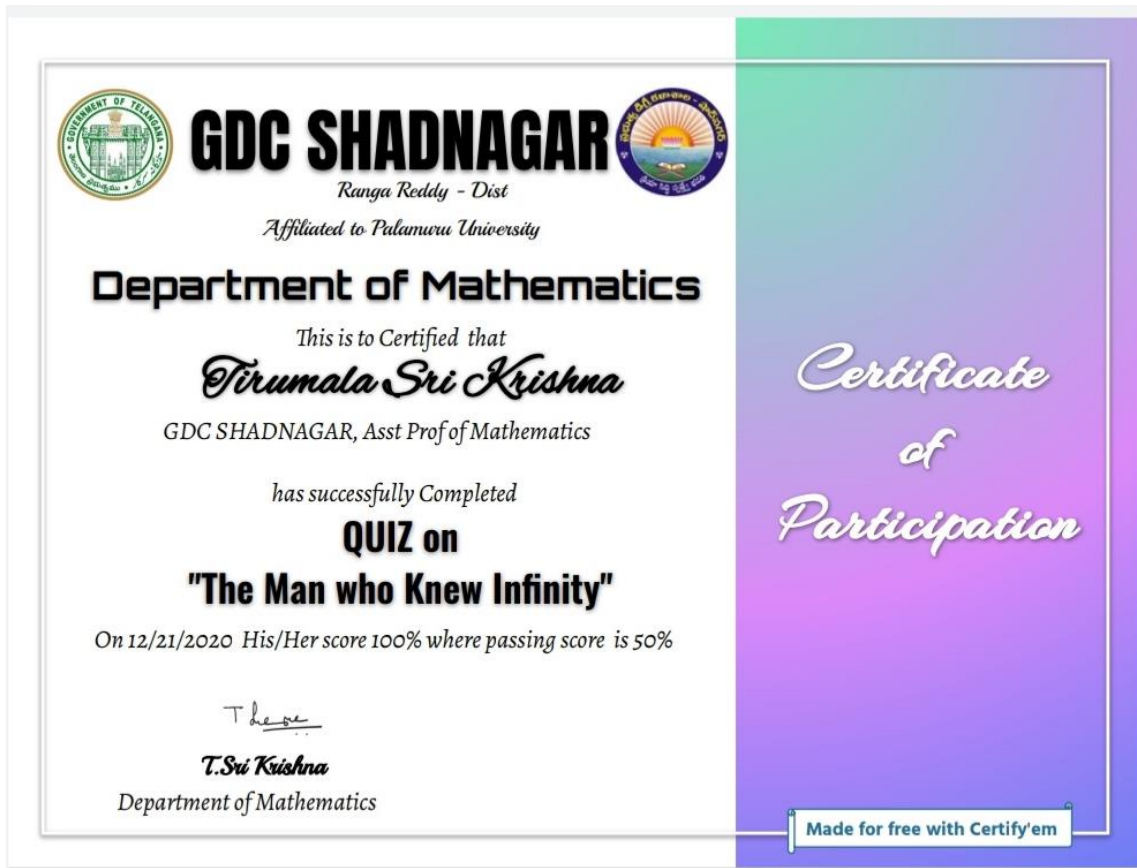 GOVERNMENT OF TELANGANA
GDC SHADNAGAR
Ranga Reddy - Dist
Affiliated to Palamuru University
Department of Mathematics
This is to Certified that
Tirumala Sri Krishna
GDC SHADNAGAR, Asst Prof of Mathematics
has successfully Completed
QUIZ on
"The Man who Knew Infinity"
On 12/21/2020 His/Her score 100% where passing score is 50%
T.Sri Krishna
Department of Mathematics
Certificate
of
Participation
Made for free with Certify'em